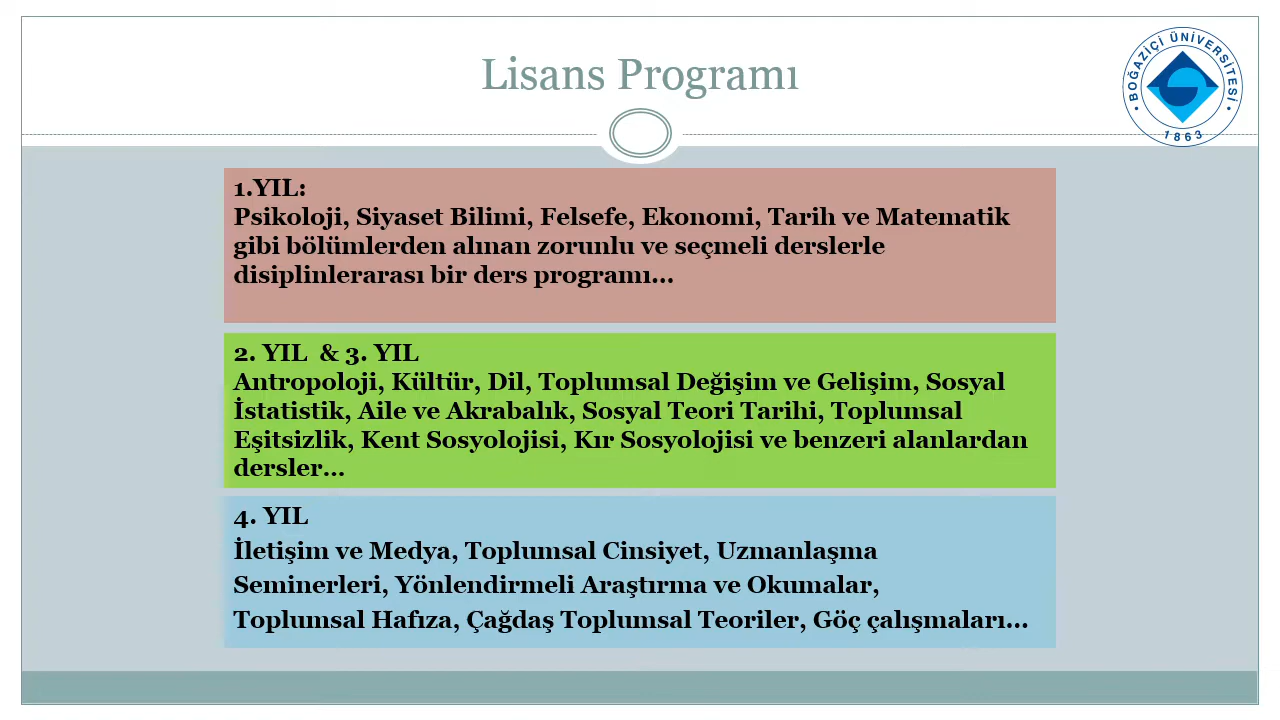 Lisans Programı
BOĞAZİÇİ ÜNİVERSİTESİ
1863
1.YIL:
Psikoloji, Siyaset Bilimi, Felsefe, Ekonomi, Tarih ve Matematik
gibi bölümlerden alınan zorunlu ve seçmeli derslerle
disiplinlerarası bir ders programı...
2. YIL & 3. YIL
Antropoloji, Kültür, Dil, Toplumsal Değişim ve Gelişim, Sosyal
İstatistik, Aile ve Akrabalık, Sosyal Teori Tarihi, Toplumsal
Eşitsizlik, Kent Sosyolojisi, Kır Sosyolojisi ve benzeri alanlardan
dersler...
4. YIL
İletişim ve Medya, Toplumsal Cinsiyet, Uzmanlaşma
Seminerleri, Yönlendirmeli Araştırma ve Okumalar,
Toplumsal Hafıza, Çağdaş Toplumsal Teoriler, Göç çalışmaları...